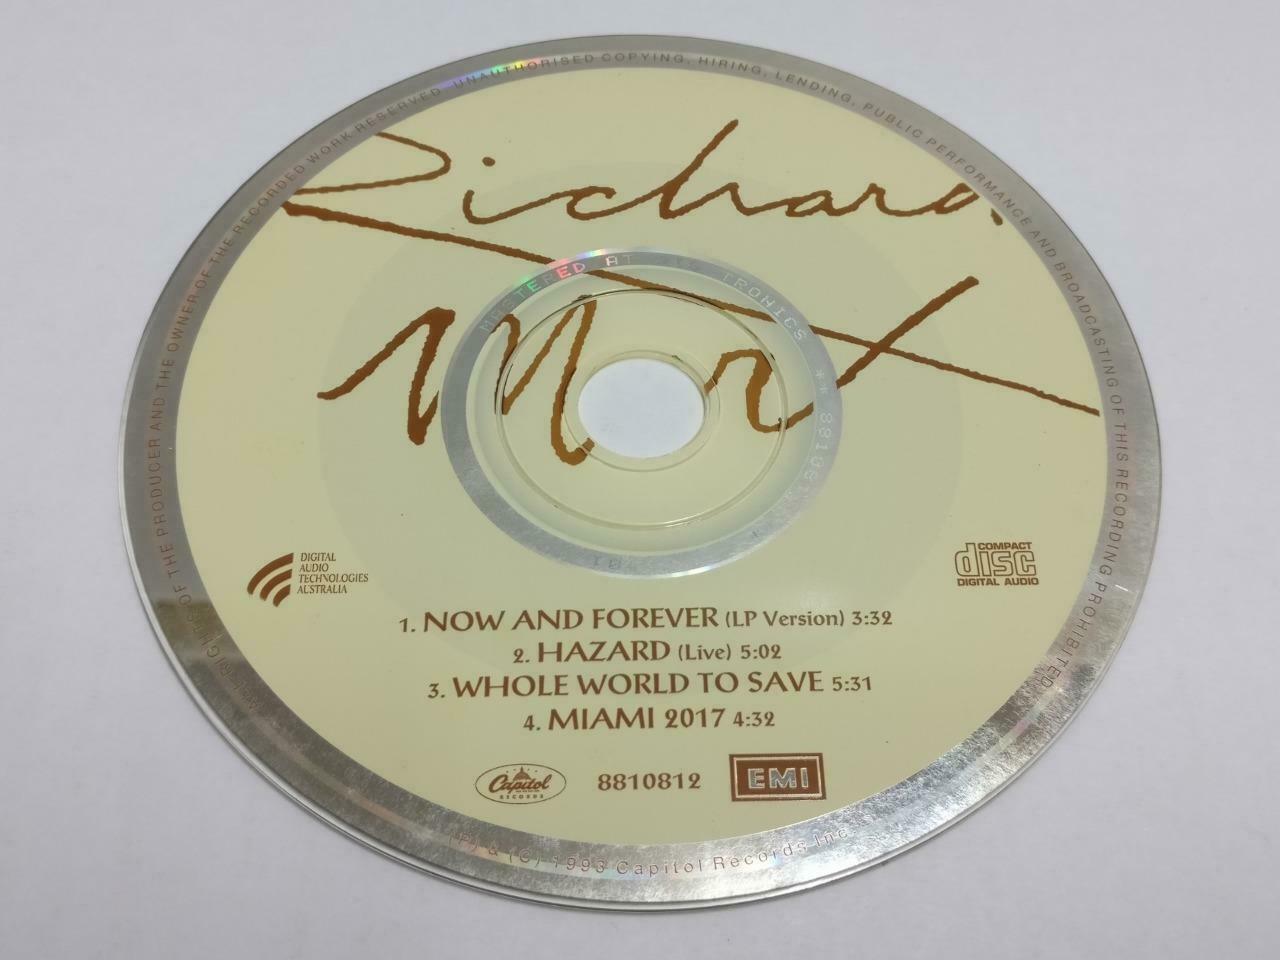 ALL RIGHTS OF THE PRODUCER AND THE OWNER OF THE RECORDED WORK RESERVED. UNAUTHORISED COPYING, HIRING, LENDING, PUBLIC PERFORMANCE AND BROADCASTING OF THIS RECORDING PROHIBITED
Richard
Marx
MASTERED AT TRONICS ** 88108
DIGITAL
AUDIO
TECHNOLOGIES
AUSTRALIA
COMPACT
disc
DIGITAL AUDIO
1. NOW AND FOREVER (LP Version) 3:32
2. HAZARD (Live) 5:02
3. WHOLE WORLD TO SAVE 5:31
4. MIAMI 2017 4:32
Capitol
RECORDS
8810812
EMI
(P) & (C) 1993 Capitol Records Inc